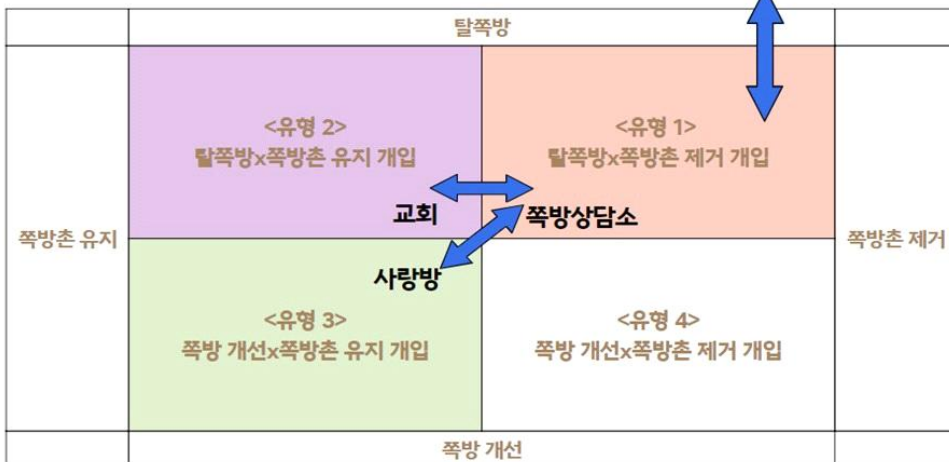 탈쪽방
<유형 2>
탈쪽방x쪽방촌 유지 개입
<유형 1>
탈쪽방x쪽방촌 제거 개입
교회
쪽방상담소
쪽방촌 유지
쪽방촌 제거
사랑방
<유형 3>
쪽방 개선x쪽방촌 유지 개입
<유형 4>
쪽방 개선x쪽방촌 제거 개입
쪽방 개선